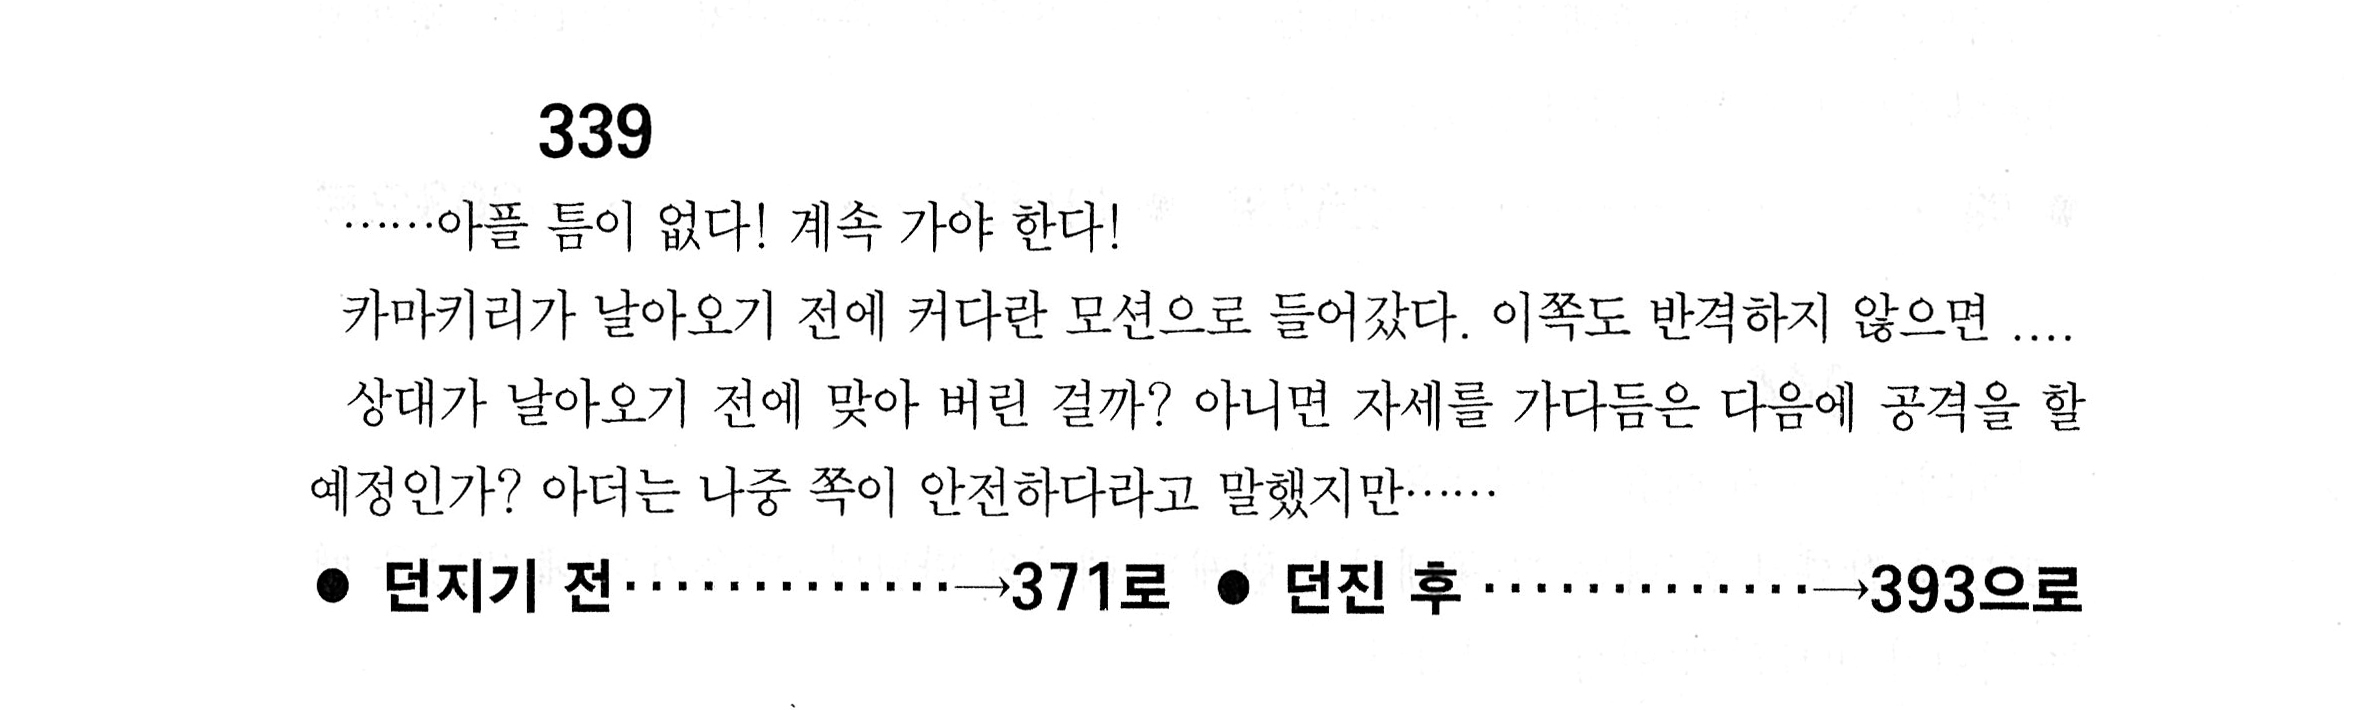 339
……아플 틈이 없다! 계속 가야 한다!
카마키리가 날아오기 전에 커다란 모션으로 들어갔다. 이쪽도 반격하지 않으면 ....
상대가 날아오기 전에 맞아 버린 걸까? 아니면 자세를 가다듬은 다음에 공격을 할
예정인가? 아더는 나중 쪽이 안전하다라고 말했지만……
● 던지기 전·············→371로 ● 던진 후 ·············→393으로